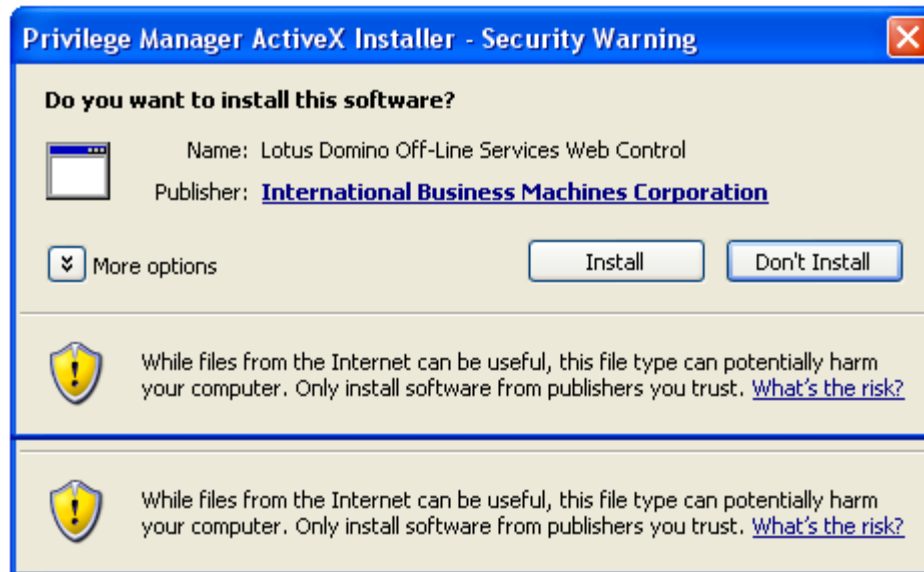 Privilege Manager ActiveX Installer - Security Warning
Do you want to install this software?
Name: Lotus Domino Off-Line Services Web Control
Publisher: International Business Machines Corporation
More options
Install
Don't Install
While files from the Internet can be useful, this file type can potentially harm
your computer. Only install software from publishers you trust. What's the risk?
While files from the Internet can be useful, this file type can potentially harm
your computer. Only install software from publishers you trust. What's the risk?